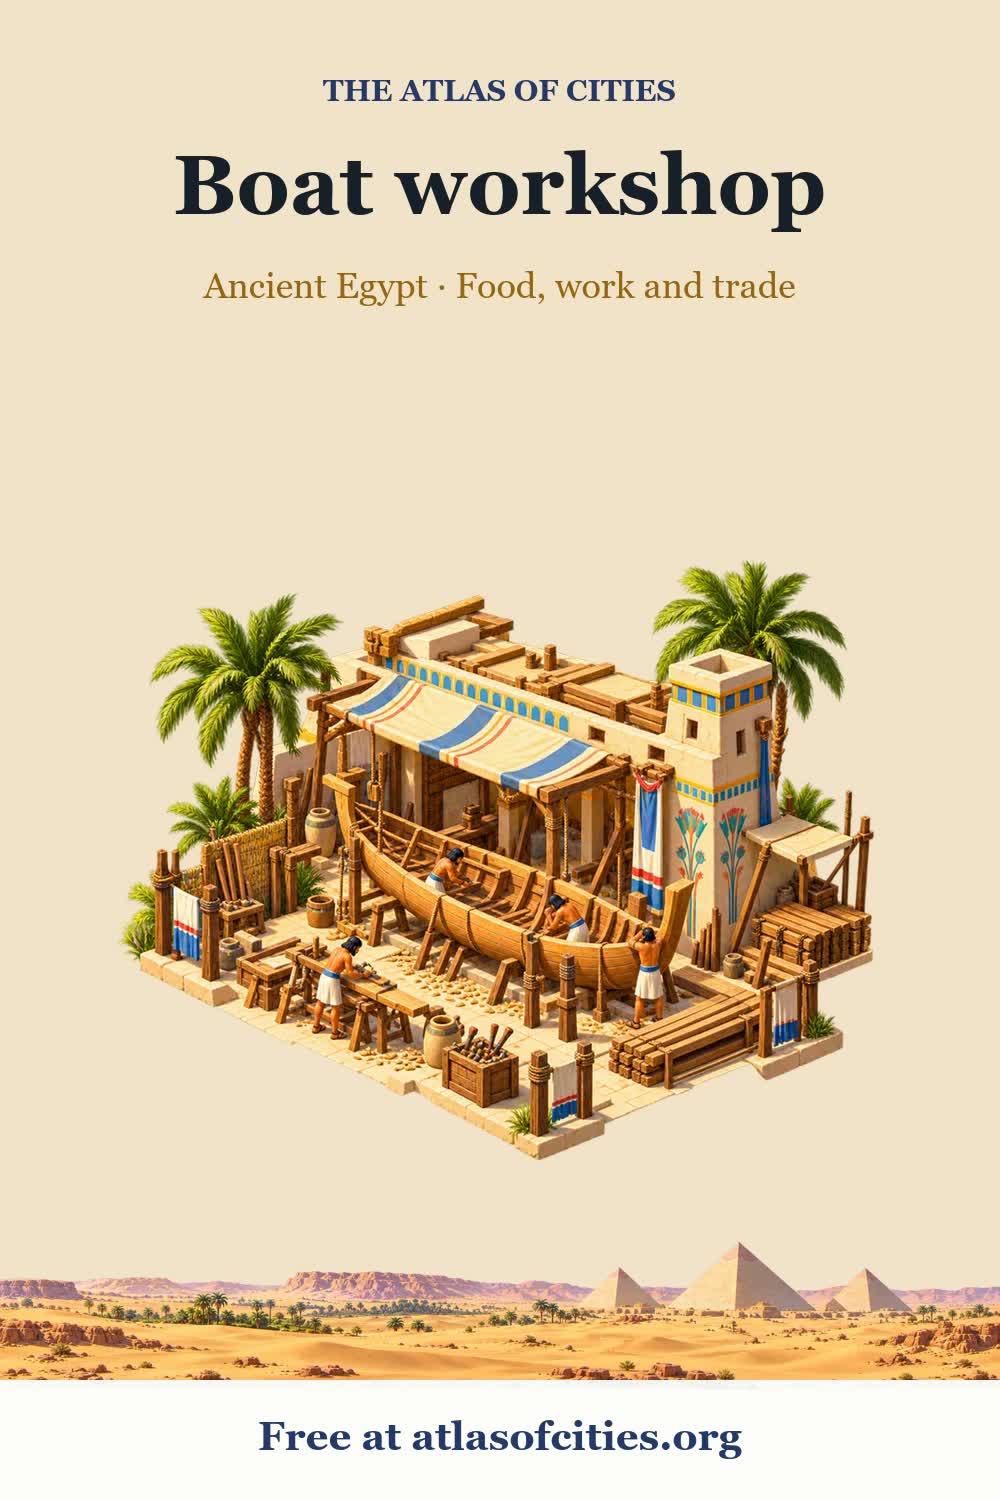 THE ATLAS OF CITIES
Boat workshop
Ancient Egypt · Food, work and trade
Free at atlasofcities.org